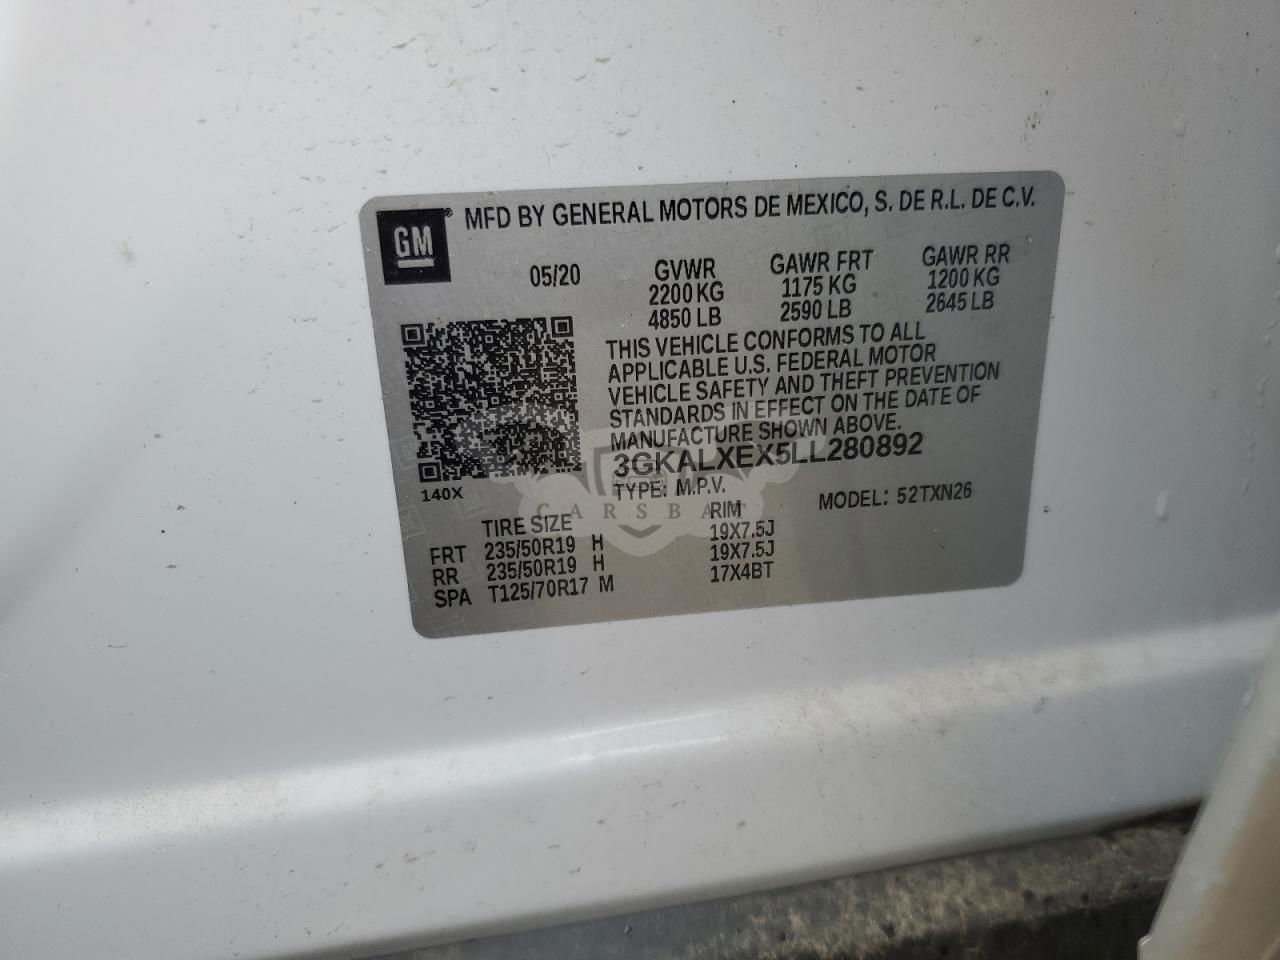 GM ® MFD BY GENERAL MOTORS DE MEXICO, S. DE R.L. DE C.V.
05/20 GVWR GAWR FRT GAWR RR
2200 KG 1175 KG 1200 KG
4850 LB 2590 LB 2645 LB
THIS VEHICLE CONFORMS TO ALL
APPLICABLE U.S. FEDERAL MOTOR
VEHICLE SAFETY AND THEFT PREVENTION
STANDARDS IN EFFECT ON THE DATE OF
MANUFACTURE SHOWN ABOVE.
3GKALXEX5LL280892
140X TYPE: M.P.V. MODEL: 52TXN26
CARSBAT
TIRE SIZE RIM
FRT 235/50R19 H 19X7.5J
RR 235/50R19 H 19X7.5J
SPA T125/70R17 M 17X4BT